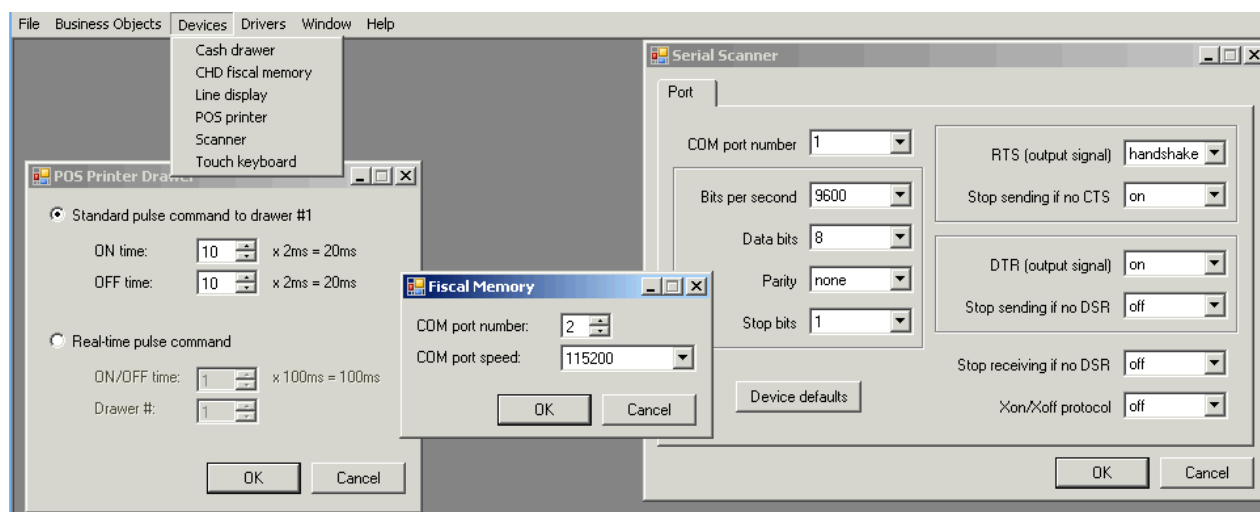 File Business Objects Devices Drivers Window Help
Cash drawer
CHD fiscal memory
Line display
POS printer
Scanner
Touch keyboard
POS Printer Drawer
Standard pulse command to drawer #1
ON time: 10 x 2ms = 20ms
OFF time: 10 x 2ms = 20ms
Real-time pulse command
ON/OFF time: 1 x 100ms = 100ms
Drawer #: 1
OK Cancel
Fiscal Memory
COM port number: 2
COM port speed: 115200
OK Cancel
Serial Scanner
Port
COM port number 1
Bits per second 9600
Data bits 8
Parity none
Stop bits 1
Device defaults
RTS (output signal) handshake
Stop sending if no CTS on
DTR (output signal) on
Stop sending if no DSR off
Stop receiving if no DSR off
Xon/Xoff protocol off
OK Cancel